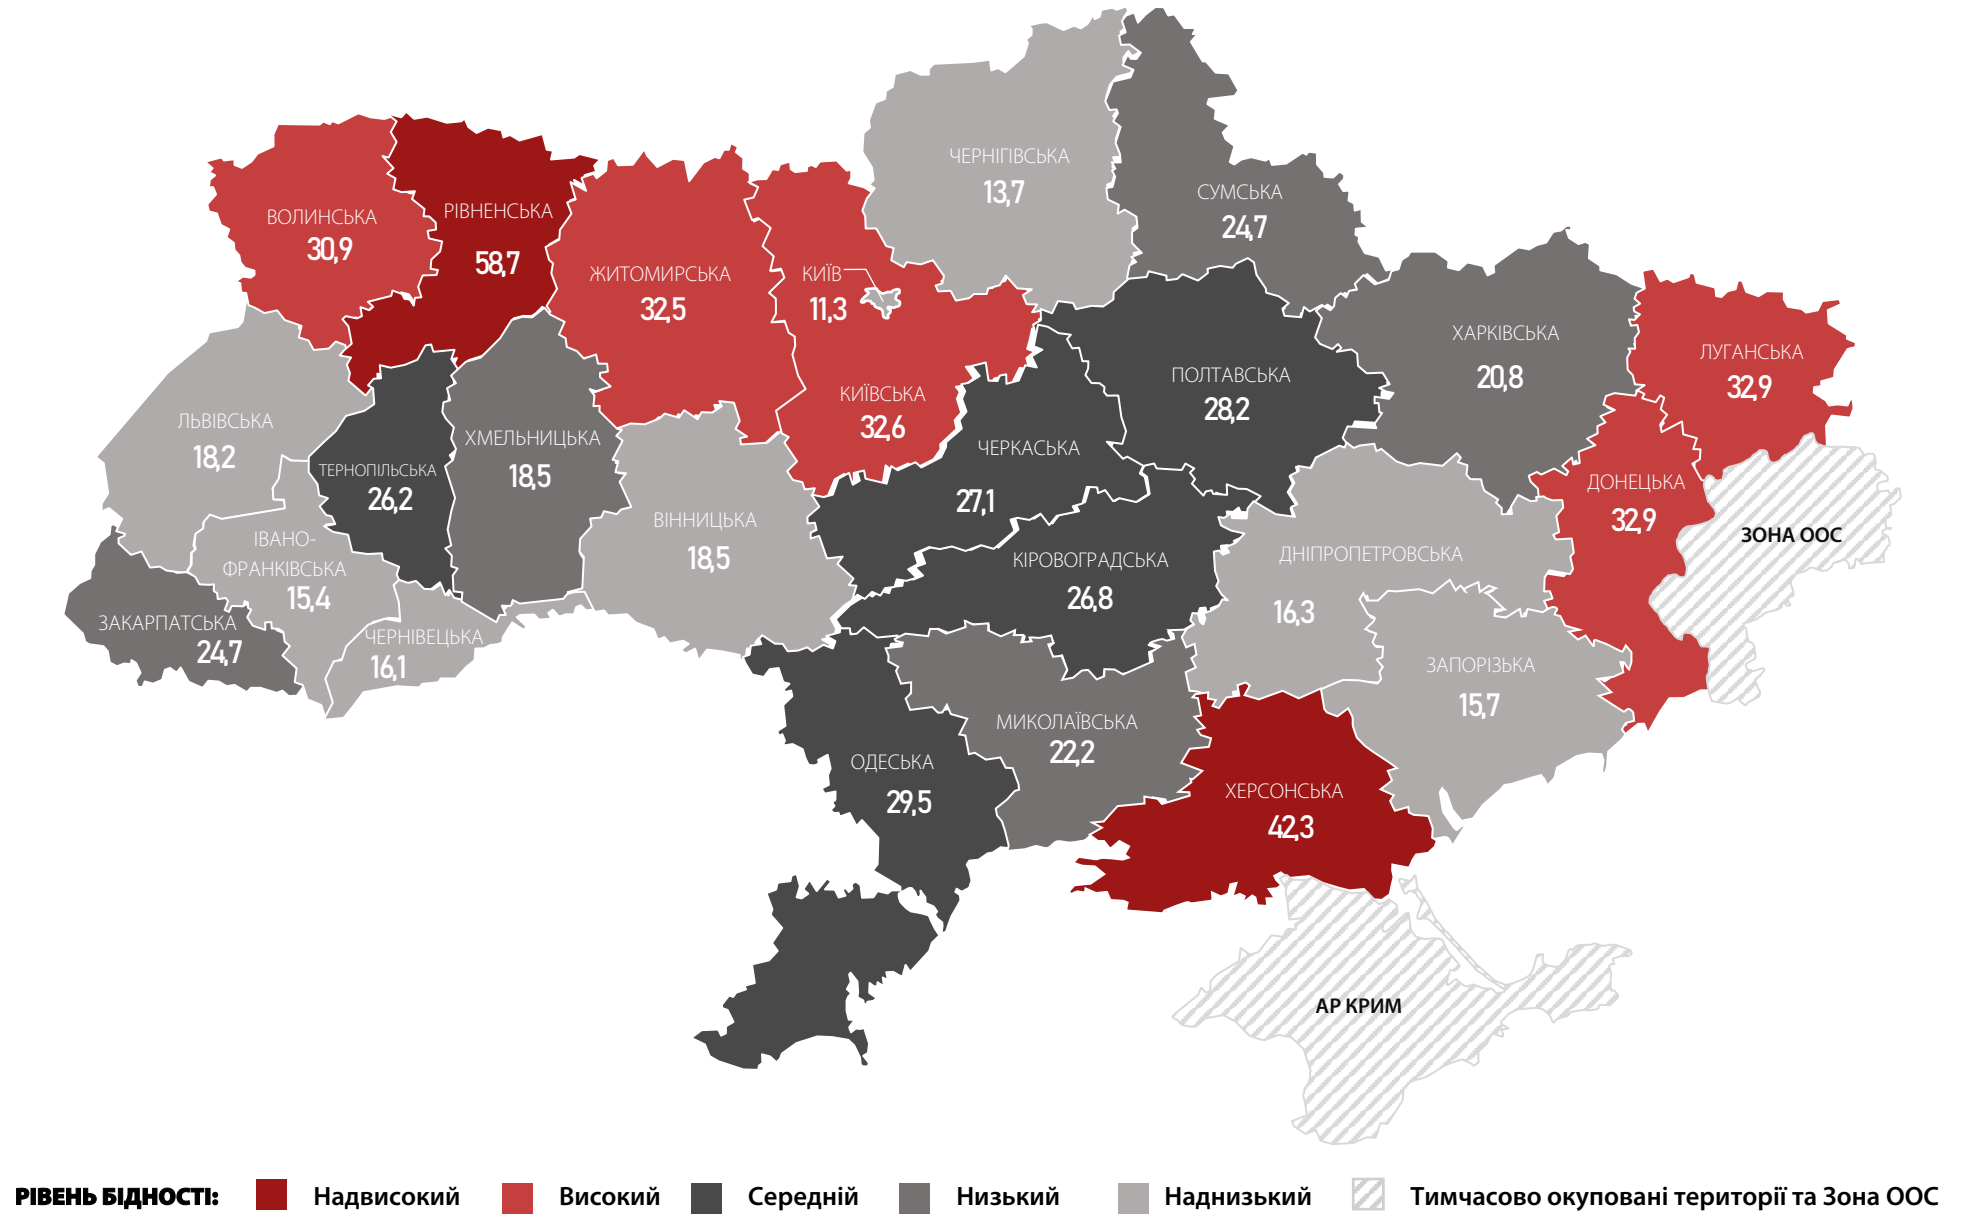 ЧЕРНІГІВСЬКА
13,7
СУМСЬКА
24,7
ВОЛИНСЬКА
30,9
РІВНЕНСЬКА
58,7
ЖИТОМИРСЬКА
32,5
КИЇВ
11,3
КИЇВСЬКА
32,6
ХАРКІВСЬКА
20,8
ЛУГАНСЬКА
32,9
ПОЛТАВСЬКА
28,2
ЛЬВІВСЬКА
18,2
ТЕРНОПІЛЬСЬКА
26,2
ХМЕЛЬНИЦЬКА
18,5
ЧЕРКАСЬКА
27,1
ДОНЕЦЬКА
32,9
ВІННИЦЬКА
18,5
ЗОНА ООС
ІВАНО-
ФРАНКІВСЬКА
15,4
КІРОВОГРАДСЬКА
26,8
ДНІПРОПЕТРОВСЬКА
16,3
ЗАКАРПАТСЬКА
24,7
ЧЕРНІВЕЦЬКА
16,1
ЗАПОРІЗЬКА
15,7
МИКОЛАЇВСЬКА
22,2
ОДЕСЬКА
29,5
ХЕРСОНСЬКА
42,3
АР КРИМ
РІВЕНЬ БІДНОСТІ: Надвисокий Високий Середній Низький Наднизький Тимчасово окуповані території та Зона ООС